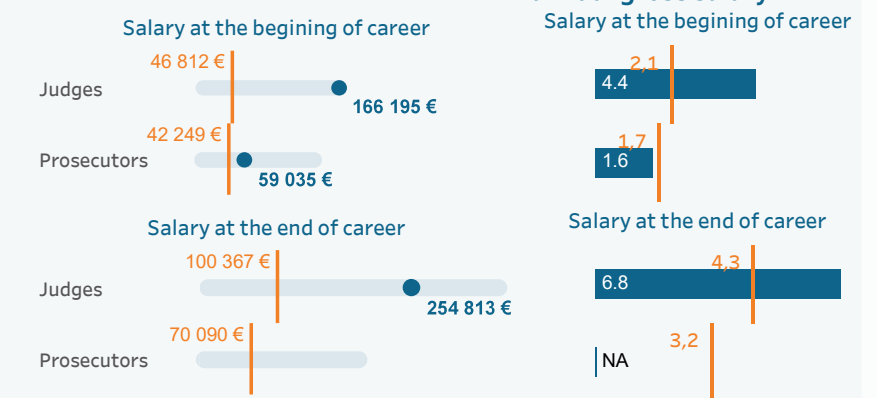 Salary at the begining of career
46 812 €
Judges
166 195 €
42 249 €
Prosecutors
59 035 €
Salary at the end of career
100 367 €
Judges
254 813 €
70 090 €
Prosecutors
Salary at the begining of career
2,1
4.4
1,7
1.6
Salary at the end of career
4,3
6.8
3,2
NA